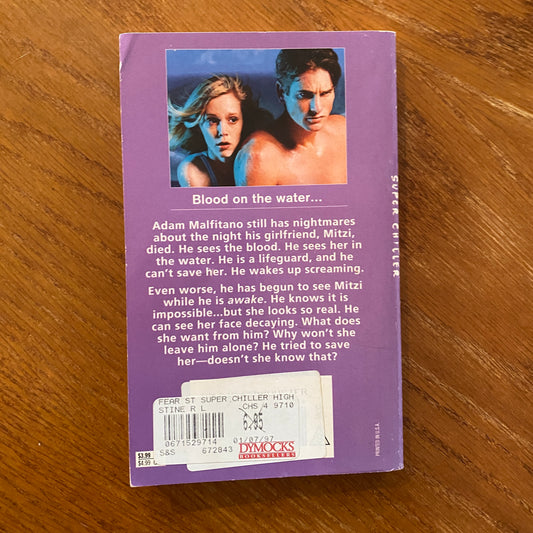 Blood on the water...
Adam Malfitano still has nightmares
about the night his girlfriend, Mitzi,
died. He sees the blood. He sees her in
the water. He is a lifeguard, and he
can't save her. He wakes up screaming.
Even worse, he has begun to see Mitzi
while he is awake. He knows it is
impossible...but she looks so real. He
can see her face decaying. What does
she want from him? Why won't she
leave him alone? He tried to save
her—doesn't she know that?
FEAR ST SUPER CHILLER HIGH
STINE R L CHS 4 9710
6.95
0671529714 01/07/97
S&S 672843
DYMOCKS
BOOKSELLERS
$3.99
$4.99
SUPER CHILLER
PRINTED IN U.S.A.